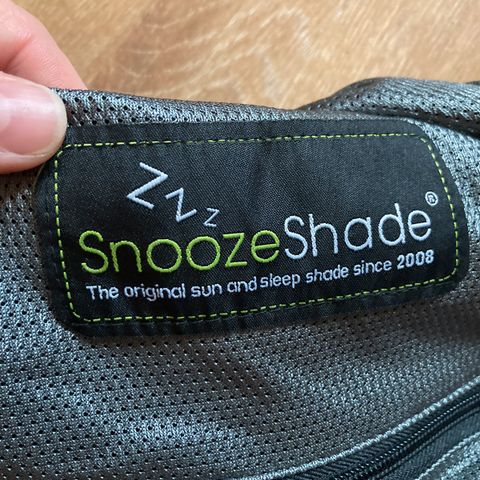 ZZZ
SnoozeShade®
The original sun and sleep shade since 2008